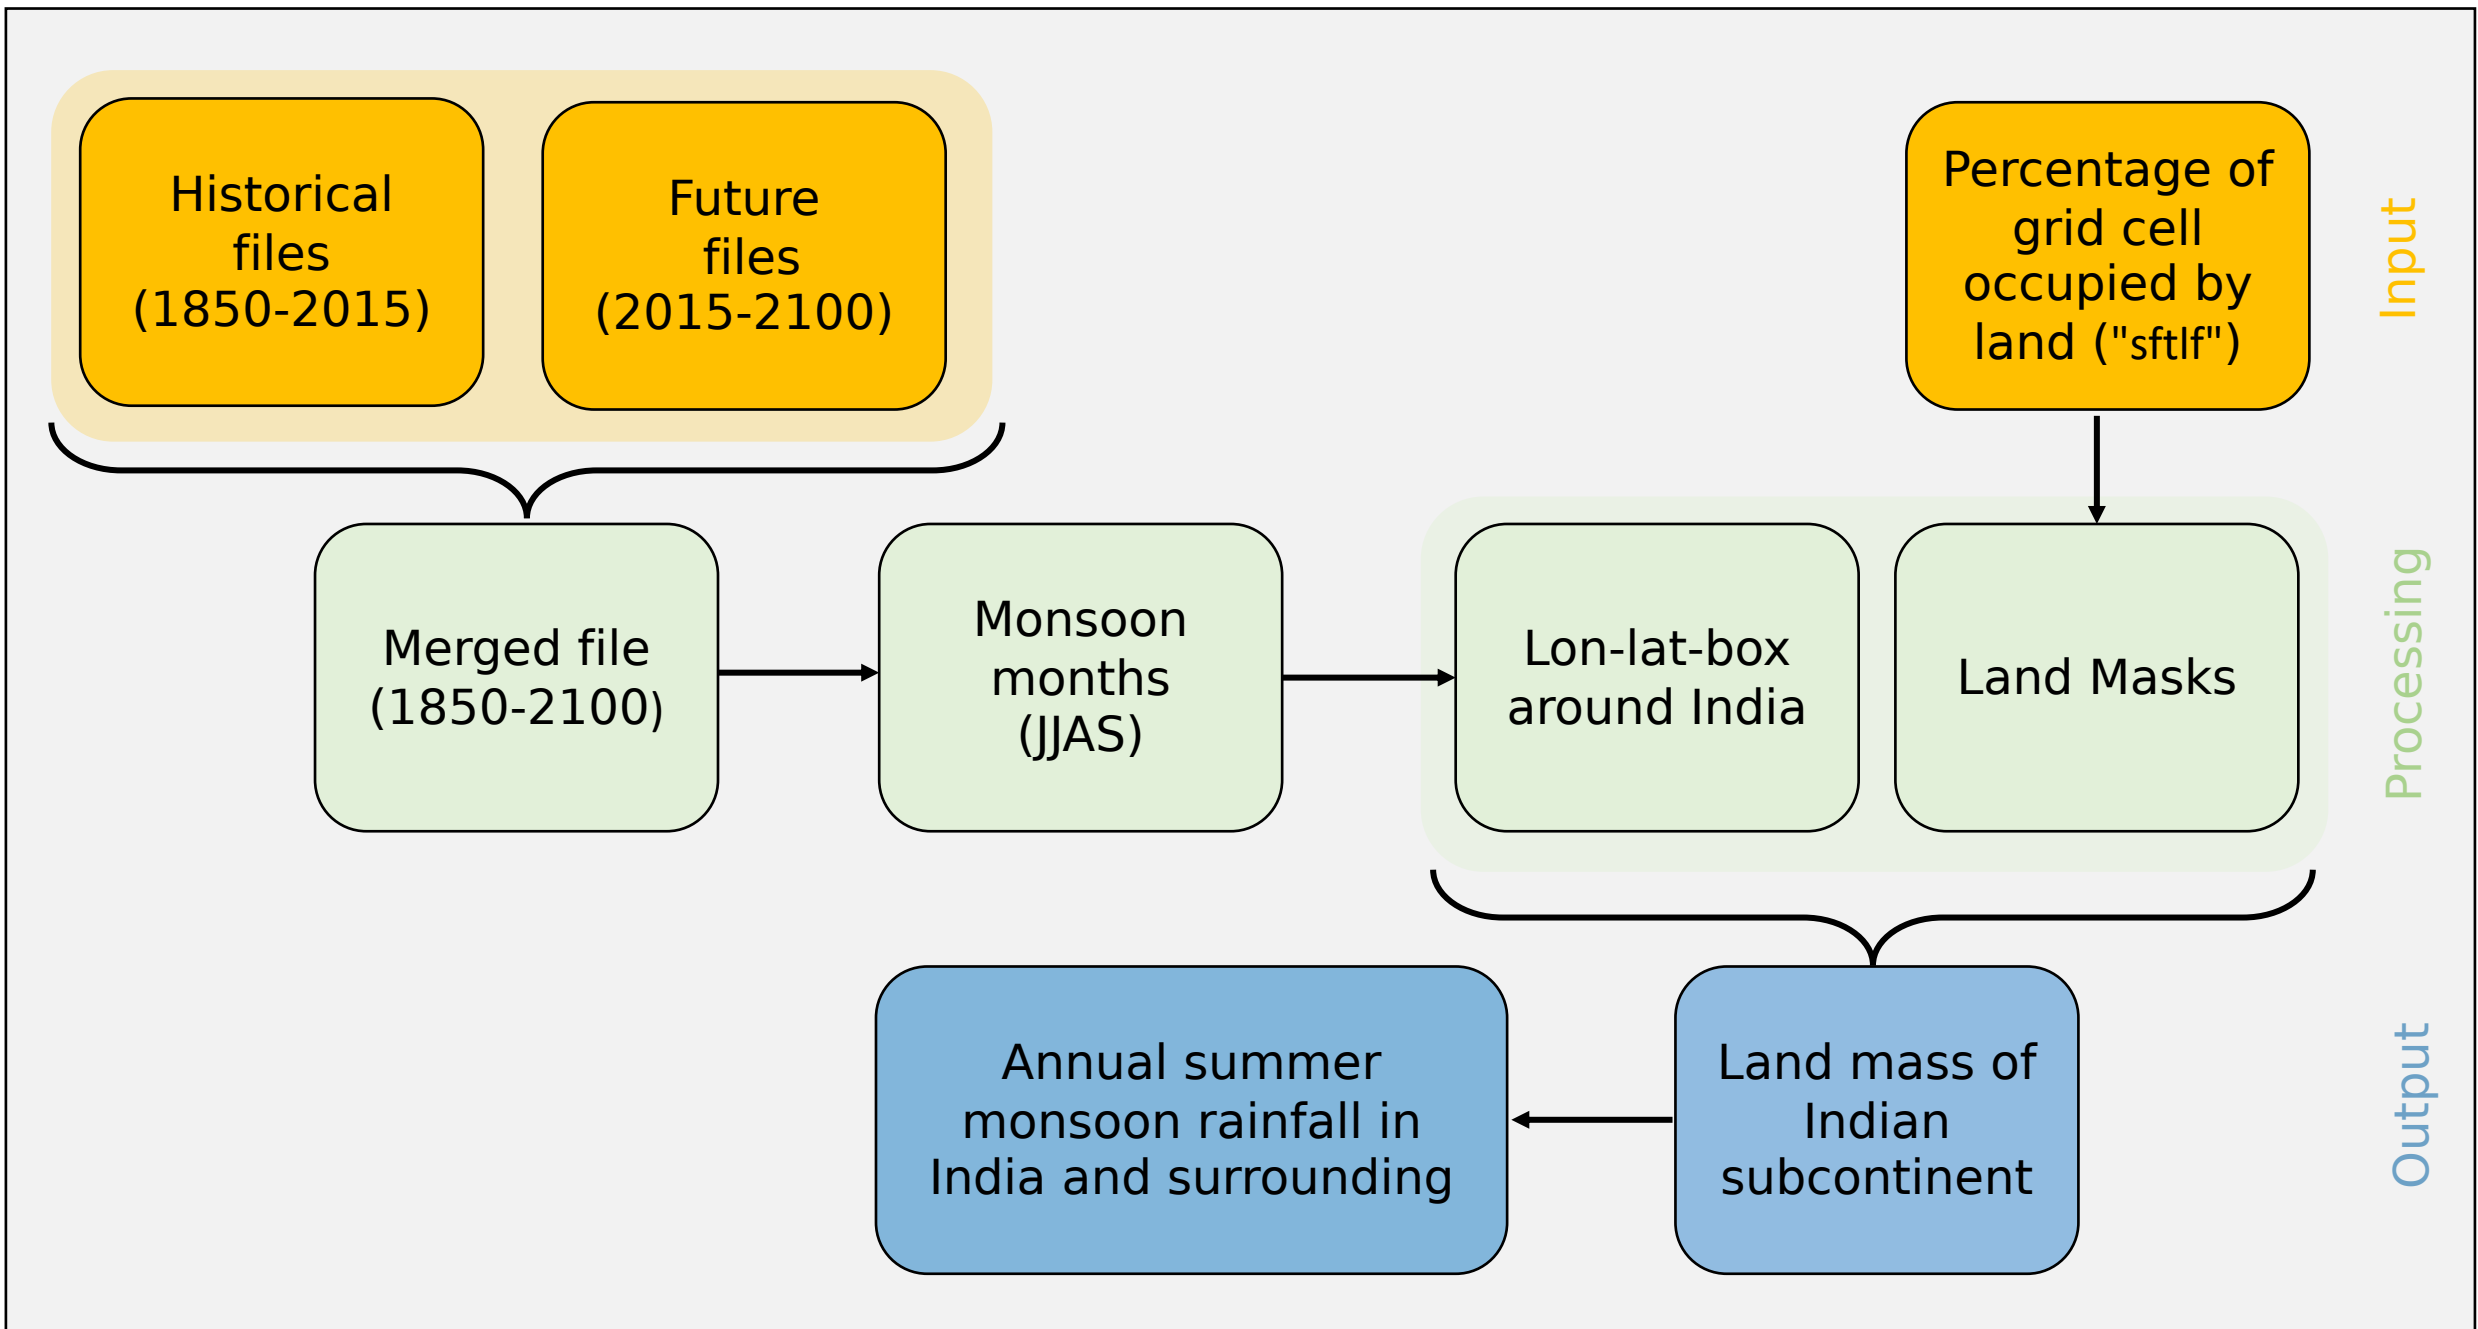 Historical
files
(1850-2015)
Future
files
(2015-2100)
Percentage of
grid cell
occupied by
land ("sftlf")
Input
Merged file
(1850-2100)
Monsoon
months
(JJAS)
Lon-lat-box
around India
Land Masks
Processing
Annual summer
monsoon rainfall in
India and surrounding
Land mass of
Indian
subcontinent
Output